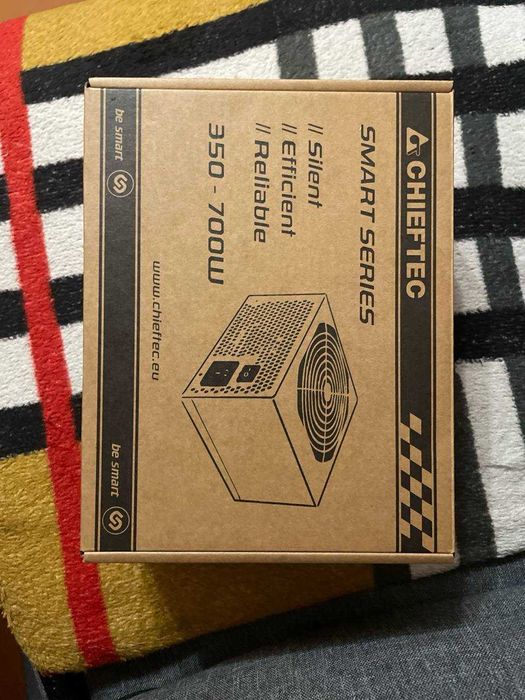 CHIEFTEC
SMART SERIES
// Silent
// Efficient
// Reliable
350 - 700W
www.chieftec.eu
be smart
be smart